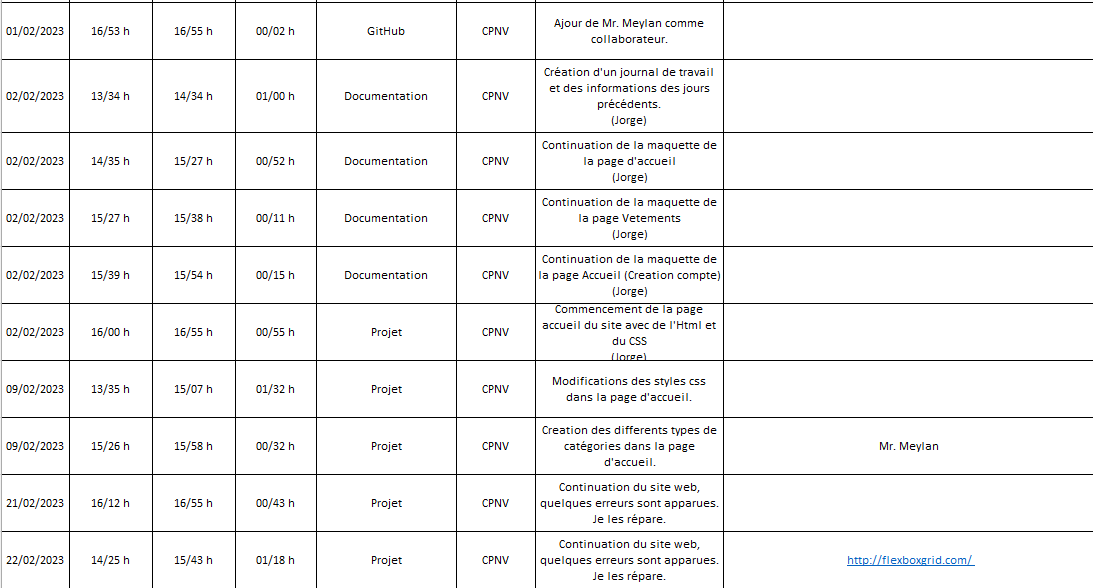 01/02/2023 16/53 h 16/55 h 00/02 h GitHub CPNV Ajour de Mr. Meylan comme
collaborateur.
02/02/2023 13/34 h 14/34 h 01/00 h Documentation CPNV Création d'un journal de travail
et des informations des jours
précédents.
(Jorge)
02/02/2023 14/35 h 15/27 h 00/52 h Documentation CPNV Continuation de la maquette de
la page d'accueil
(Jorge)
02/02/2023 15/27 h 15/38 h 00/11 h Documentation CPNV Continuation de la maquette de
la page Vetements
(Jorge)
02/02/2023 15/39 h 15/54 h 00/15 h Documentation CPNV Continuation de la maquette de
la page Accueil (Creation compte)
(Jorge)
02/02/2023 16/00 h 16/55 h 00/55 h Projet CPNV Commencement de la page
accueil du site avec de l'Html et
du CSS
(Jorge)
09/02/2023 13/35 h 15/07 h 01/32 h Projet CPNV Modifications des styles css
dans la page d'accueil.
09/02/2023 15/26 h 15/58 h 00/32 h Projet CPNV Creation des differents types de
catégories dans la page
d'accueil.
Mr. Meylan
21/02/2023 16/12 h 16/55 h 00/43 h Projet CPNV Continuation du site web,
quelques erreurs sont apparues.
Je les répare.
22/02/2023 14/25 h 15/43 h 01/18 h Projet CPNV Continuation du site web,
quelques erreurs sont apparues.
Je les répare.
http://flexboxgrid.com/